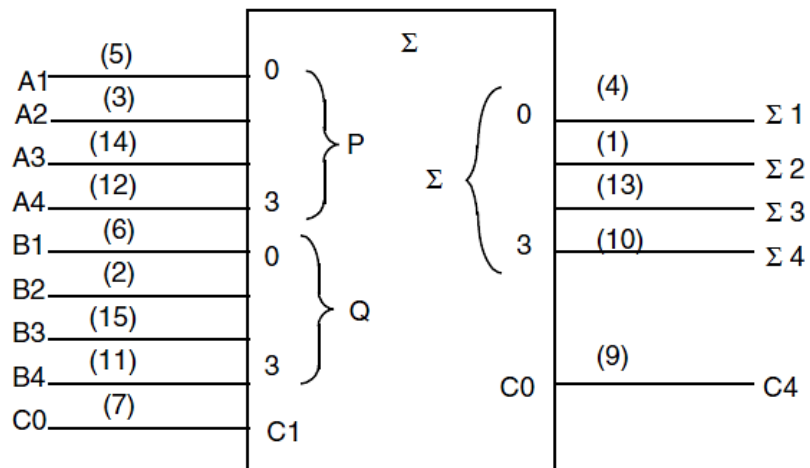 Σ
A1 (5) 0
A2 (3)
A3 (14) P
A4 (12) 3
B1 (6) 0
B2 (2)
B3 (15) Q
B4 (11) 3
C0 (7) C1
Σ
0 (4) Σ 1
(1) Σ 2
(13) Σ 3
3 (10) Σ 4
C0 (9) C4